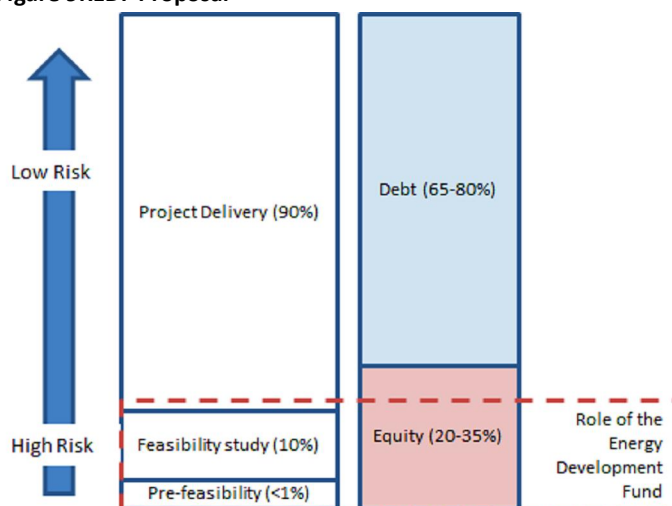 Low Risk
High Risk
Project Delivery (90%)
Feasibility study (10%)
Pre-feasibility (<1%)
Debt (65-80%)
Equity (20-35%)
Role of the
Energy
Development
Fund